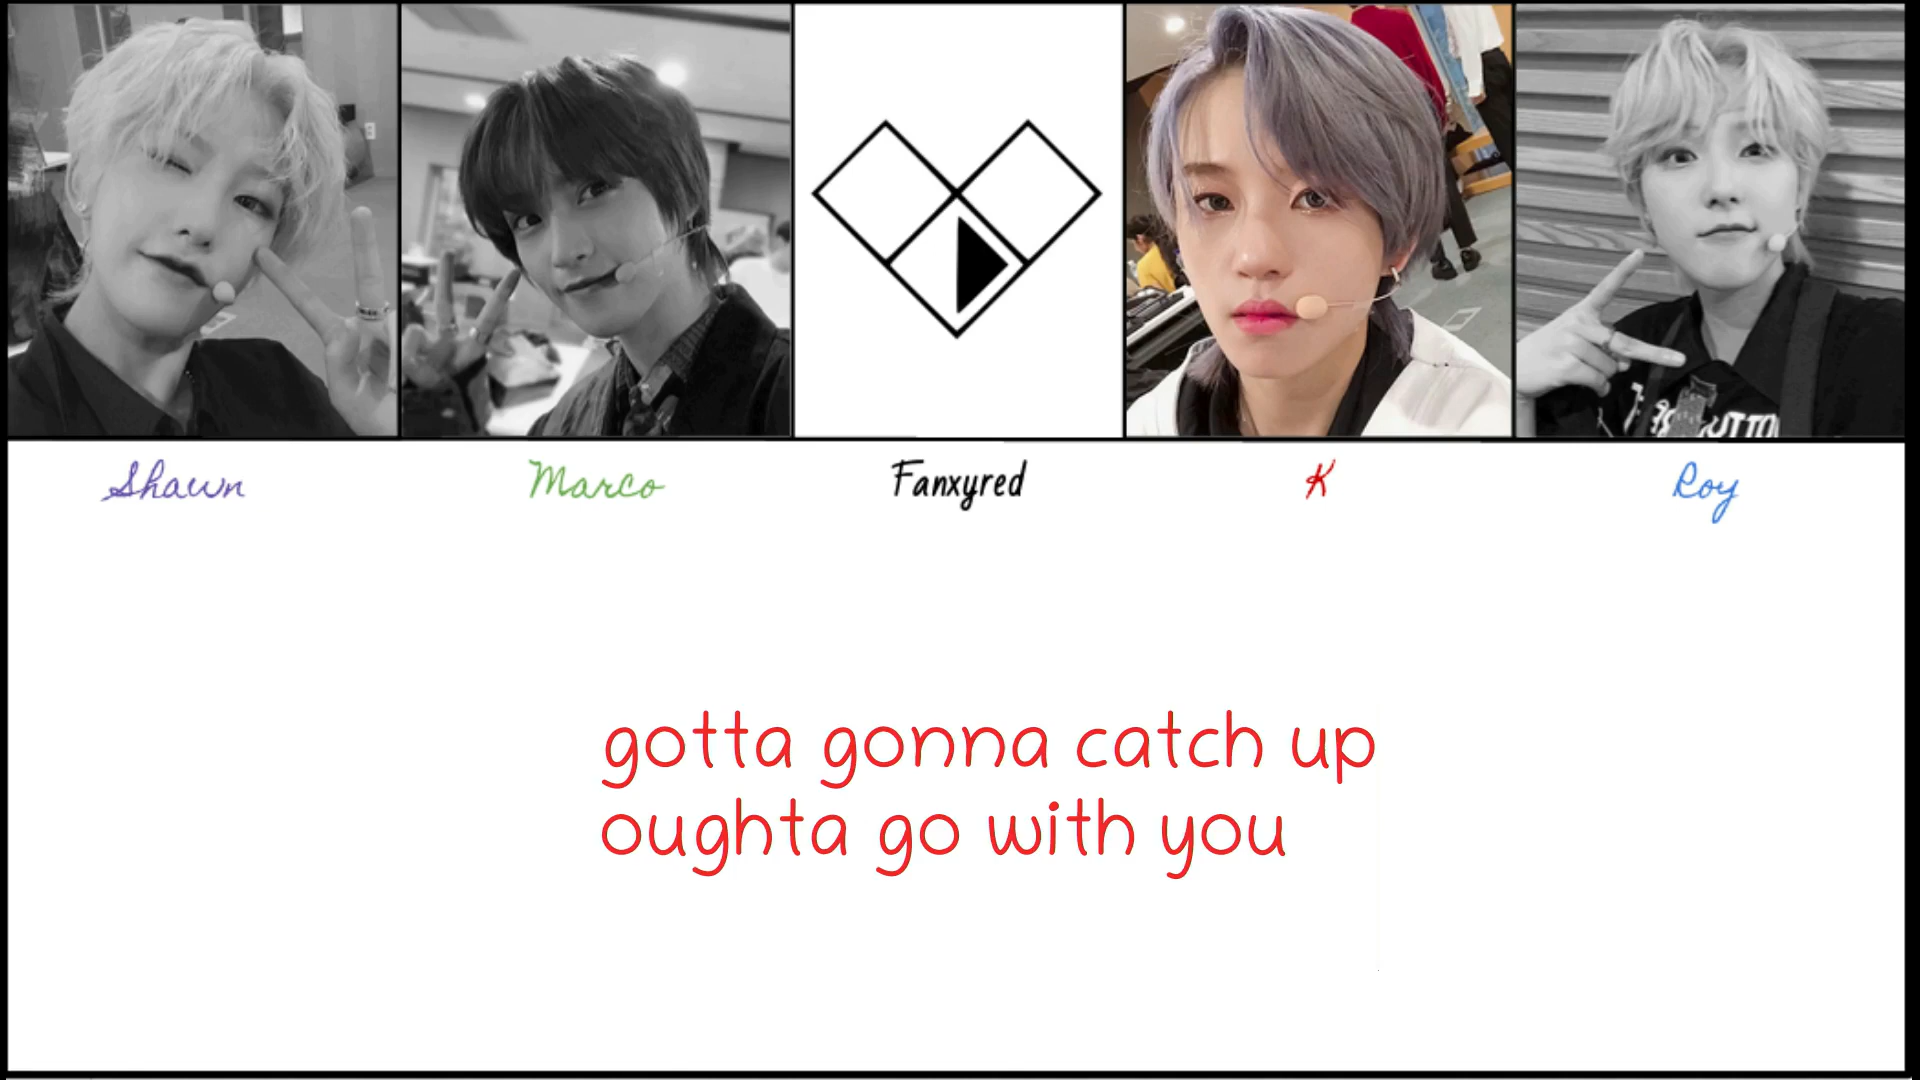 Shawn
Marco
Fanxyred
K
Roy
gotta gonna catch up
oughta go with you